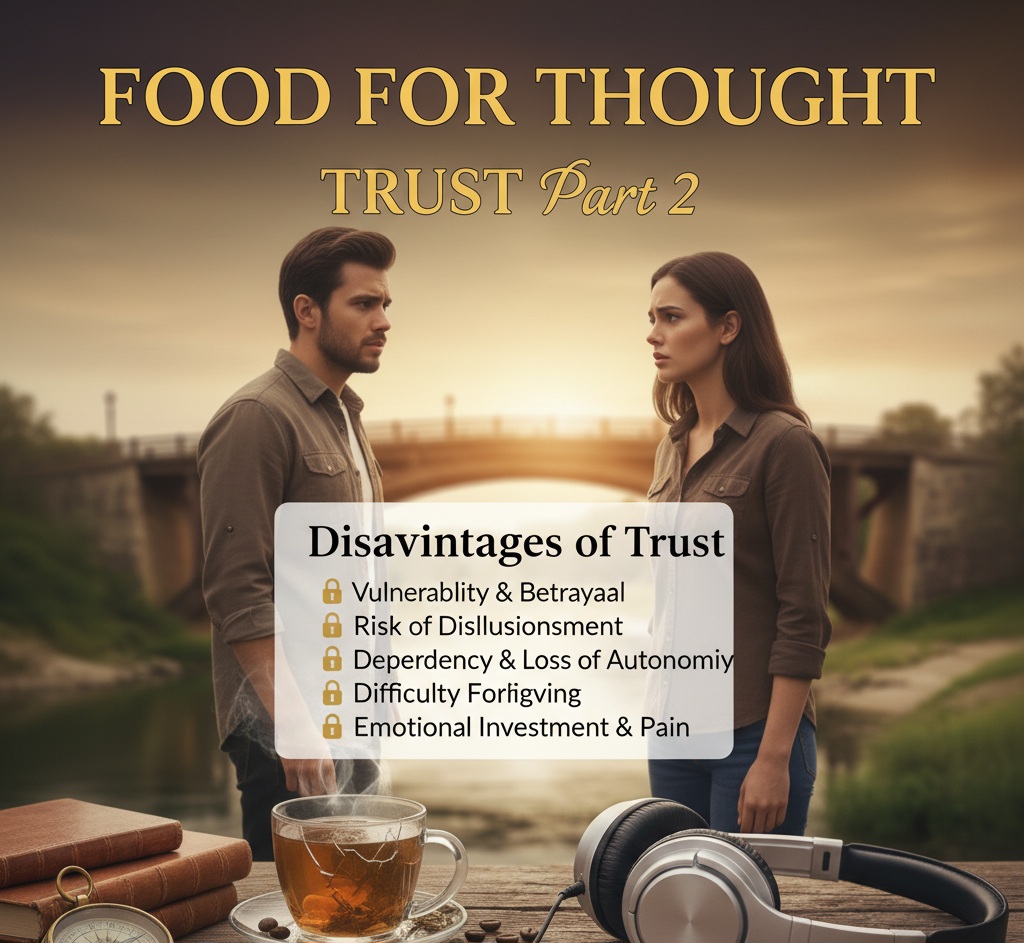 FOOD FOR THOUGHT
TRUST Part 2
Disavintages of Trust
Vulnerablity & Betrayaal
Risk of Disllusionsment
Deperdency & Loss of Autonomiy
Difficulty Forligving
Emotional Investment & Pain